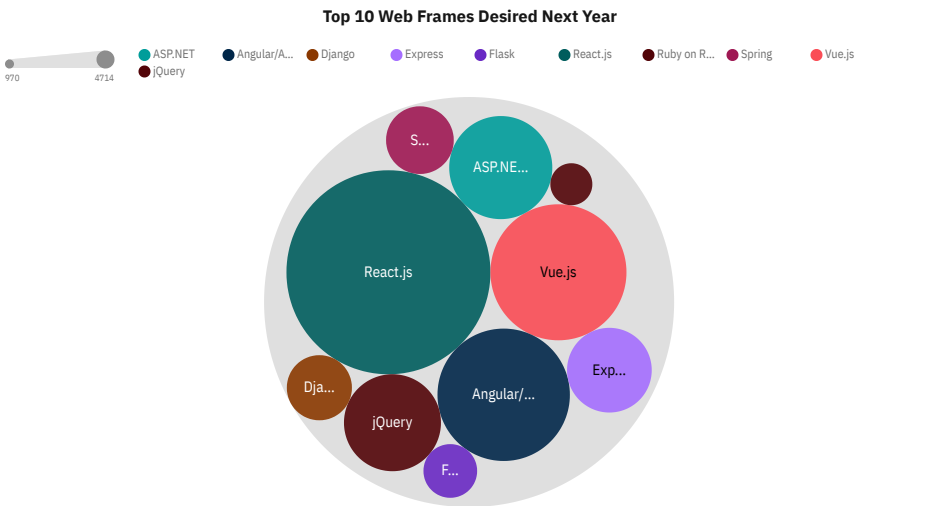 Top 10 Web Frames Desired Next Year
970 4714
ASP.NET Angular/A... Django Express Flask React.js Ruby on R... Spring Vue.js
jQuery
S...
ASP.NE...
React.js
Vue.js
Exp...
Dja...
Angular/...
jQuery
F...